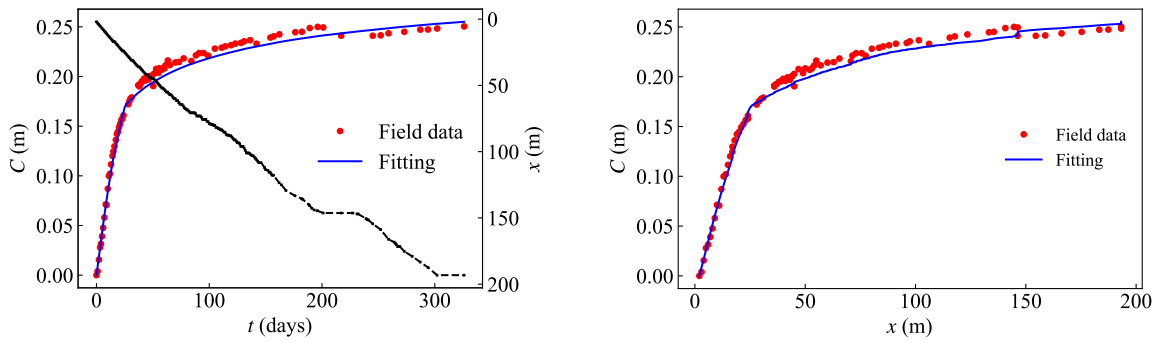 0.25
0.20
0.15
0.10
0.05
0.00
C (m)
0
50
100
150
200
x (m)
Field data
Fitting
0 100 200 300
t (days)
0.25
0.20
0.15
0.10
0.05
0.00
C (m)
Field data
Fitting
0 50 100 150 200
x (m)